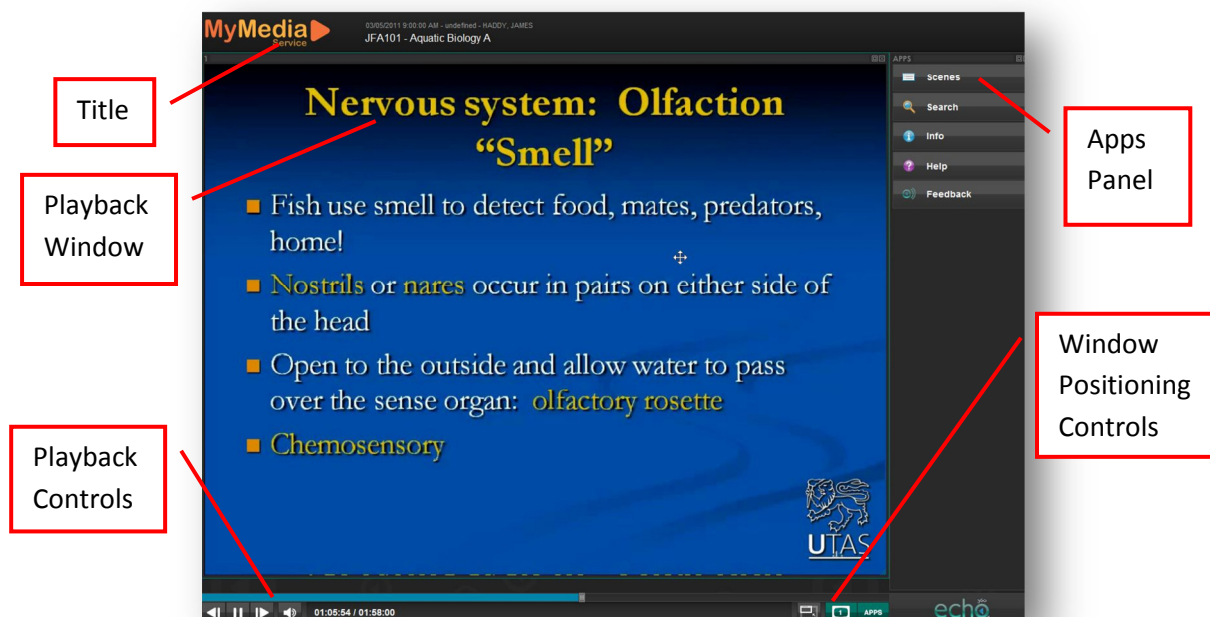 MyMedia
Service
03/05/2011 9:00:00 AM - undefined - HADDY, JAMES
JFA101 - Aquatic Biology A
1
APPS
Title
Playback
Window
Playback
Controls
Nervous system: Olfaction
“Smell”
Fish use smell to detect food, mates, predators,
home!
Nostrils or nares occur in pairs on either side of
the head
Open to the outside and allow water to pass
over the sense organ: olfactory rosette
Chemosensory
UTAS
scenes
Search
Info
Help
Feedback
Apps
Panel
Window
Positioning
Controls
01:05:54 / 01:58:00
1
APPS
echo